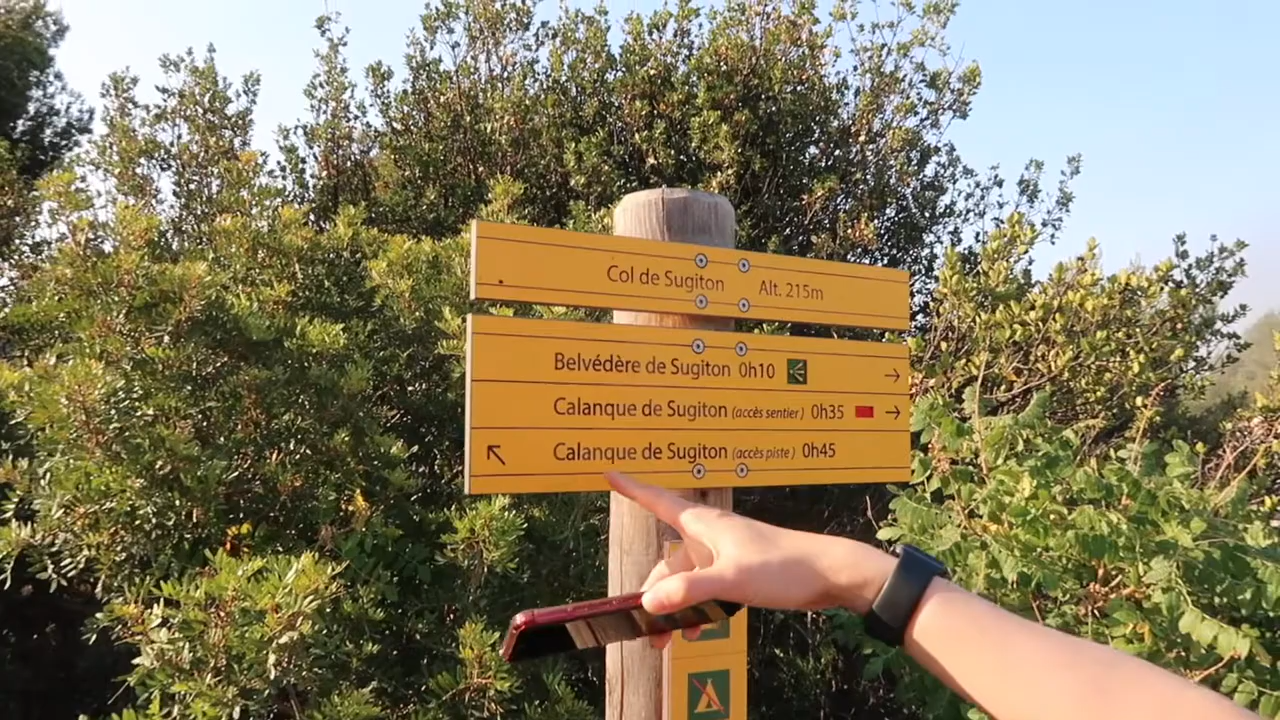 Col de Sugiton Alt. 215m
Belvédère de Sugiton 0h10
Calanque de Sugiton (accès sentier) 0h35
Calanque de Sugiton (accès piste) 0h45